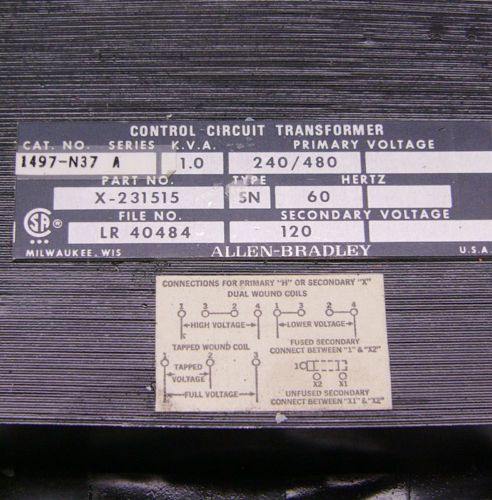 CONTROL CIRCUIT TRANSFORMER
CAT. NO. SERIES K.V.A. PRIMARY VOLTAGE
1497-N37 A 1.0 240/480
PART NO. TYPE HERTZ
X-231515 SN 60
FILE NO. SECONDARY VOLTAGE
LR 40484 120
SA
MILWAUKEE, WIS ALLEN-BRADLEY U.S.A
CONNECTIONS FOR PRIMARY "H" OR SECONDARY "X"
DUAL WOUND COILS
1 3 2 4 1 3 2 4
HIGH VOLTAGE LOWER VOLTAGE
TAPPED WOUND COIL
1 2 3
TAPPED
VOLTAGE
FULL VOLTAGE
FUSED SECONDARY
CONNECT BETWEEN "1" & "X2"
1
X2 X1
UNFUSED SECONDARY
CONNECT BETWEEN "X1" & "X2"